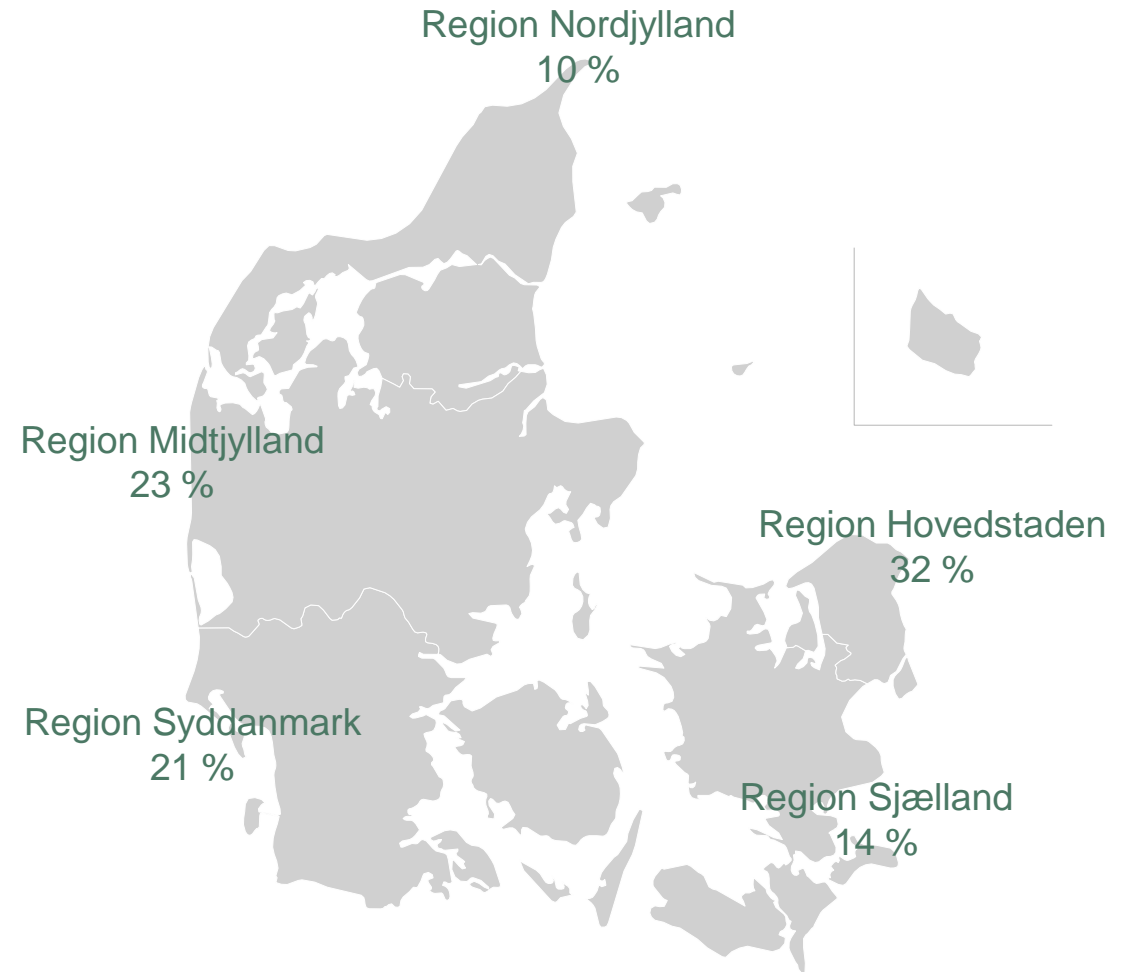 Region Nordjylland
10 %
Region Midtjylland
23 %
Region Hovedstaden
32 %
Region Syddanmark
21 %
Region Sjælland
14 %